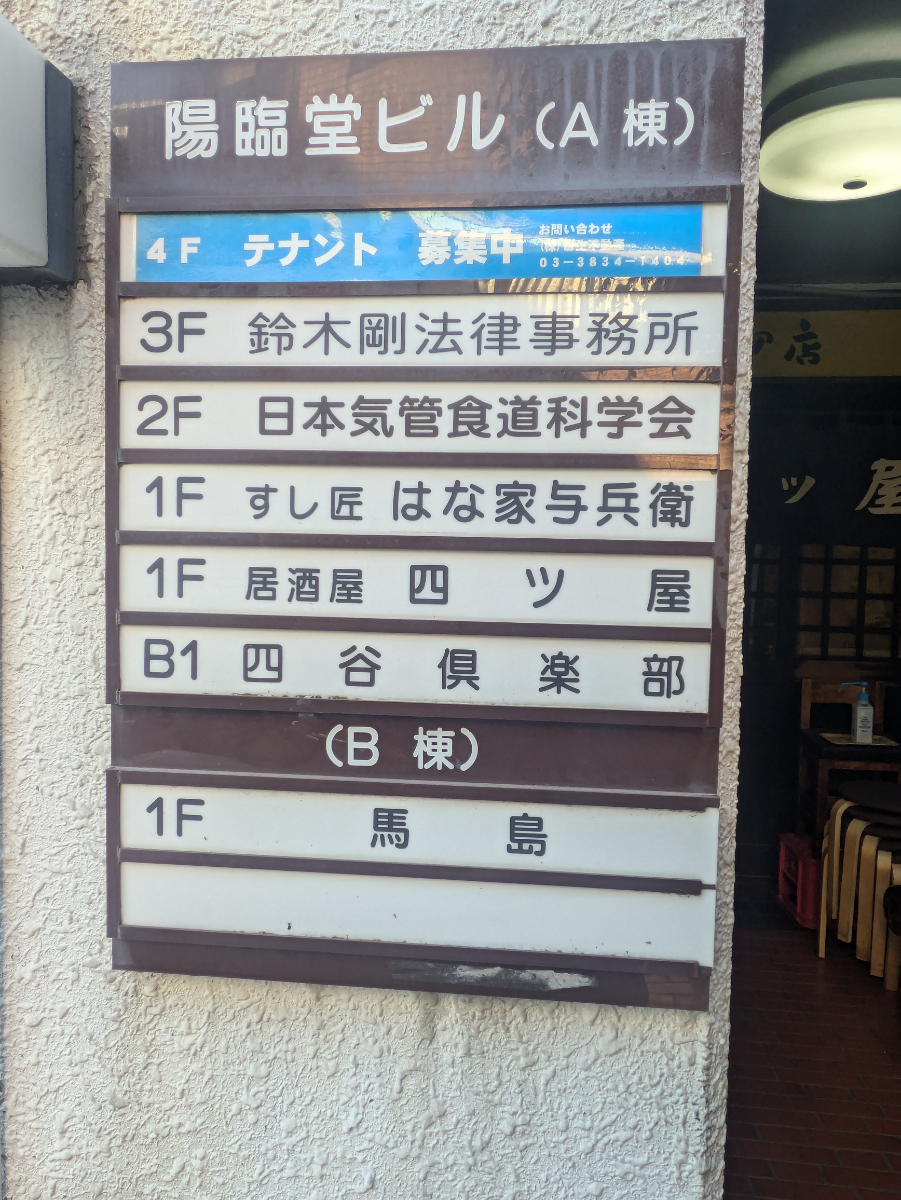 陽臨堂ビル(A 棟)
4F テナント 募集中
お問い合わせ
03-3834-1404
3F 鈴木剛法律事務所
2F 日本気管食道科学会
1F すし匠 はな家与兵衛
1F 居酒屋 四ツ屋
B1 四谷倶楽部
(B 棟)
1F 馬島
店
ツ 屋